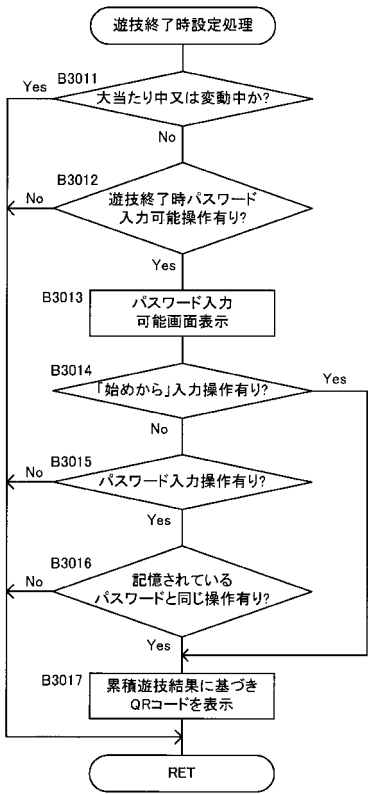 遊技終了時設定処理
B3011
Yes
大当たり中又は変動中か?
No
B3012
No
遊技終了時パスワード
入力可能操作有り?
Yes
B3013
パスワード入力
可能画面表示
B3014
「始めから」入力操作有り?
Yes
No
B3015
No
パスワード入力操作有り?
Yes
B3016
No
記憶されている
パスワードと同じ操作有り?
Yes
B3017
累積遊技結果に基づき
QRコードを表示
RET